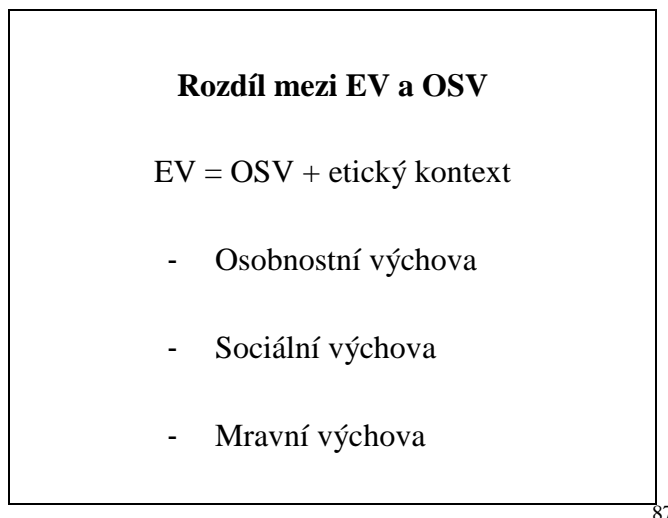 Rozdíl mezi EV a OSV
EV = OSV + etický kontext
- Osobnostní výchova
- Sociální výchova
- Mravní výchova